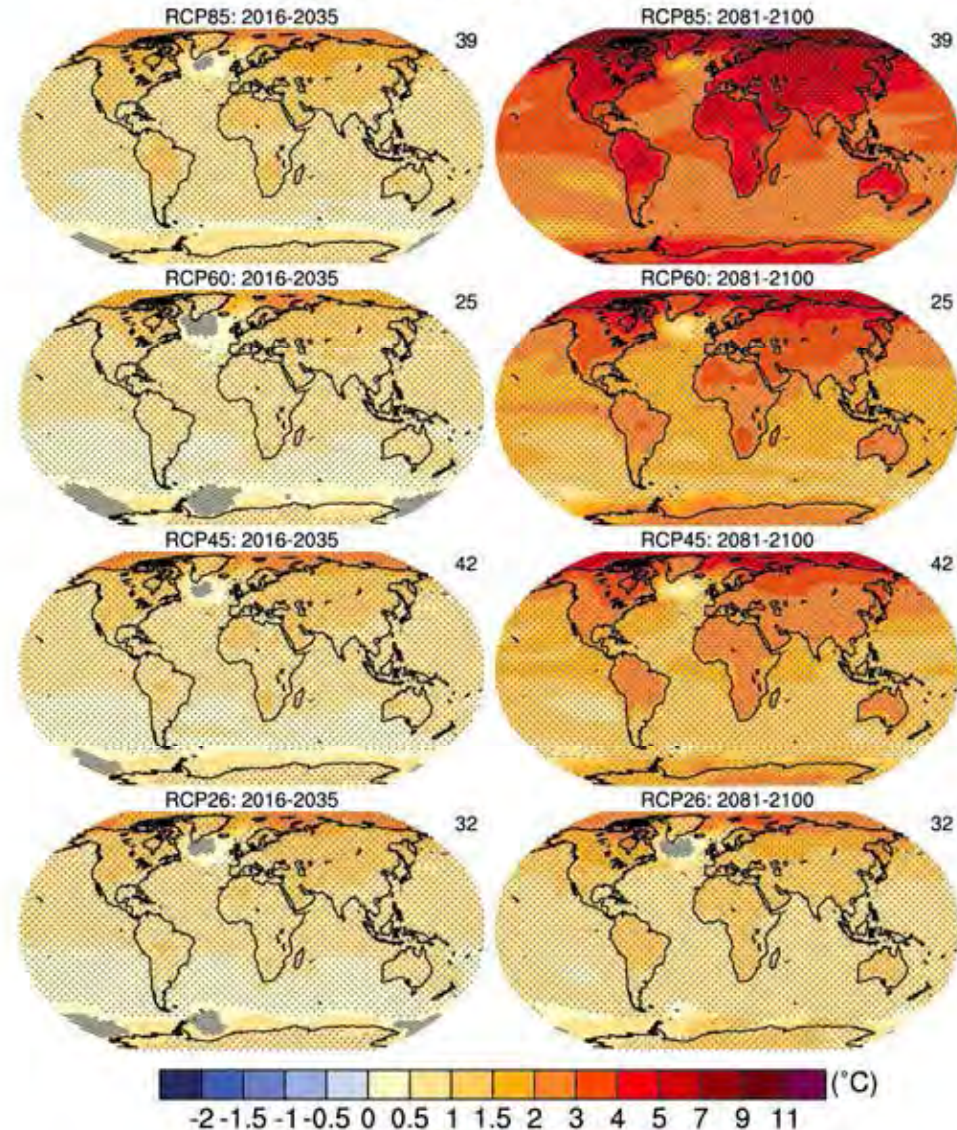 RCP85: 2016-2035 RCP85: 2081-2100
39 39
RCP60: 2016-2035 RCP60: 2081-2100
25 25
RCP45: 2016-2035 RCP45: 2081-2100
42 42
RCP26: 2016-2035 RCP26: 2081-2100
32 32
(°C)
-2 -1.5 -1 -0.5 0 0.5 1 1.5 2 3 4 5 7 9 11